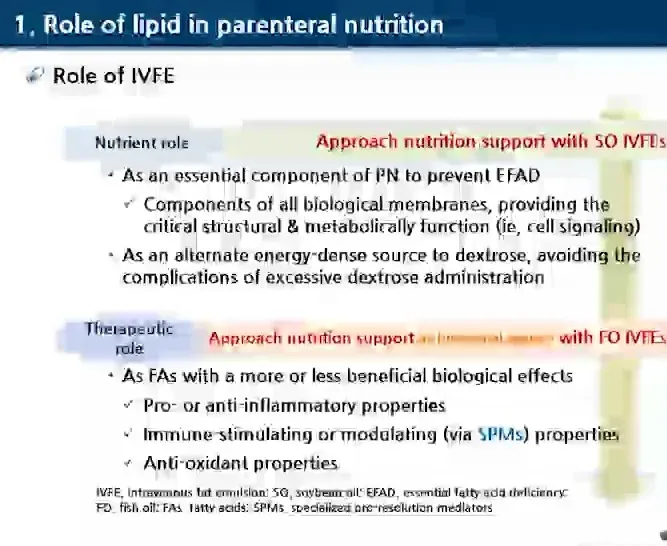 1. Role of lipid in parenteral nutrition
Role of IVFE
Nutrient role
Approach nutrition support with SO IVFEs
• As an essential component of PN to prevent EFAD
✓ Components of all biological membranes, providing the
critical structural & metabolically function (ie, cell signaling)
• As an alternate energy-dense source to dextrose, avoiding the
complications of excessive dextrose administration
Therapeutic
role
Approach nutrition support with FO IVFEs
• As FAs with a more or less beneficial biological effects
✓ Pro- or anti-inflammatory properties
✓ Immune-stimulating or modulating (via SPMs) properties
✓ Anti-oxidant properties
IVFE, intravenous fat emulsion; SO, soybean oil; EFAD, essential fatty acid deficiency;
FO, fish oil; FAs, fatty acids; SPMs, specialized pro-resolution mediators